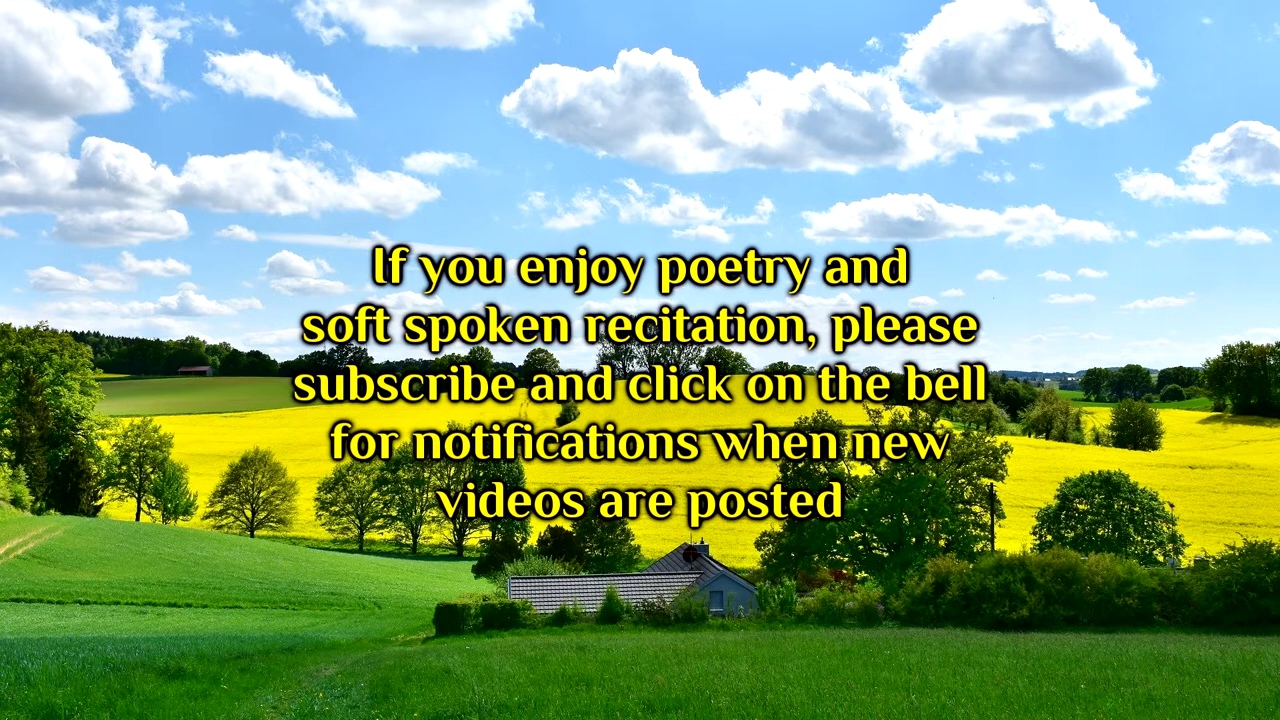 If you enjoy poetry and
soft spoken recitation, please
subscribe and click on the bell
for notifications when new
videos are posted